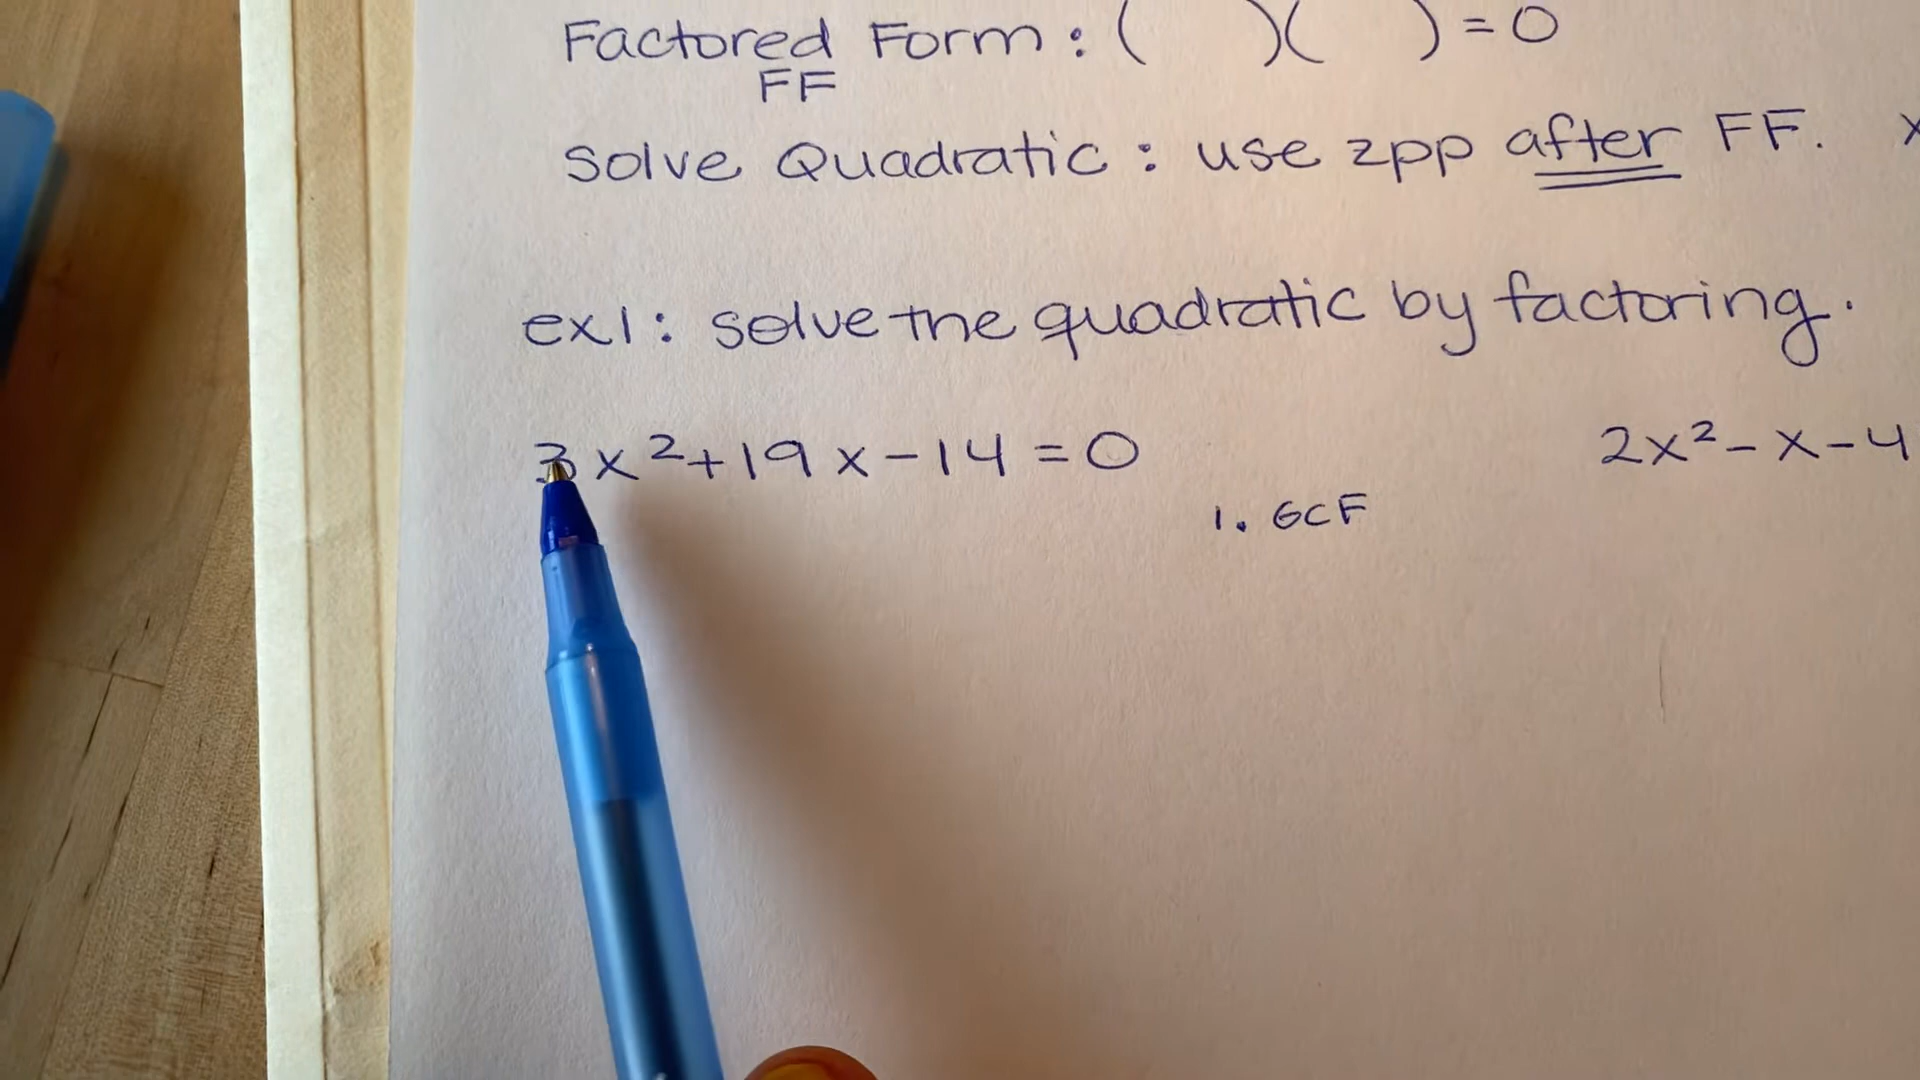 Factored Form : ( )( ) = 0
FF
Solve Quadratic : use zpp after FF.
ex1 : solve the quadratic by factoring.
3x²+19x-14=0
2x²-x-4
1. GCF